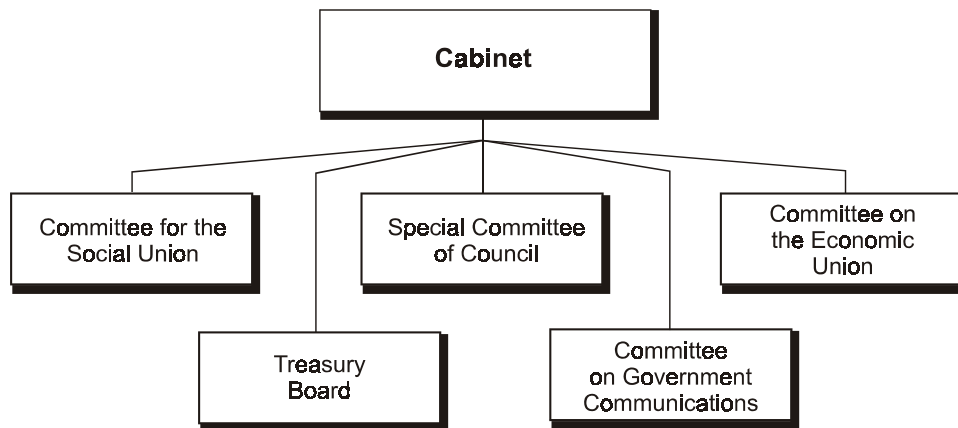 Cabinet
Committee for the
Social Union
Special Committee
of Council
Committee on
the Economic
Union
Treasury
Board
Committee
on Government
Communications